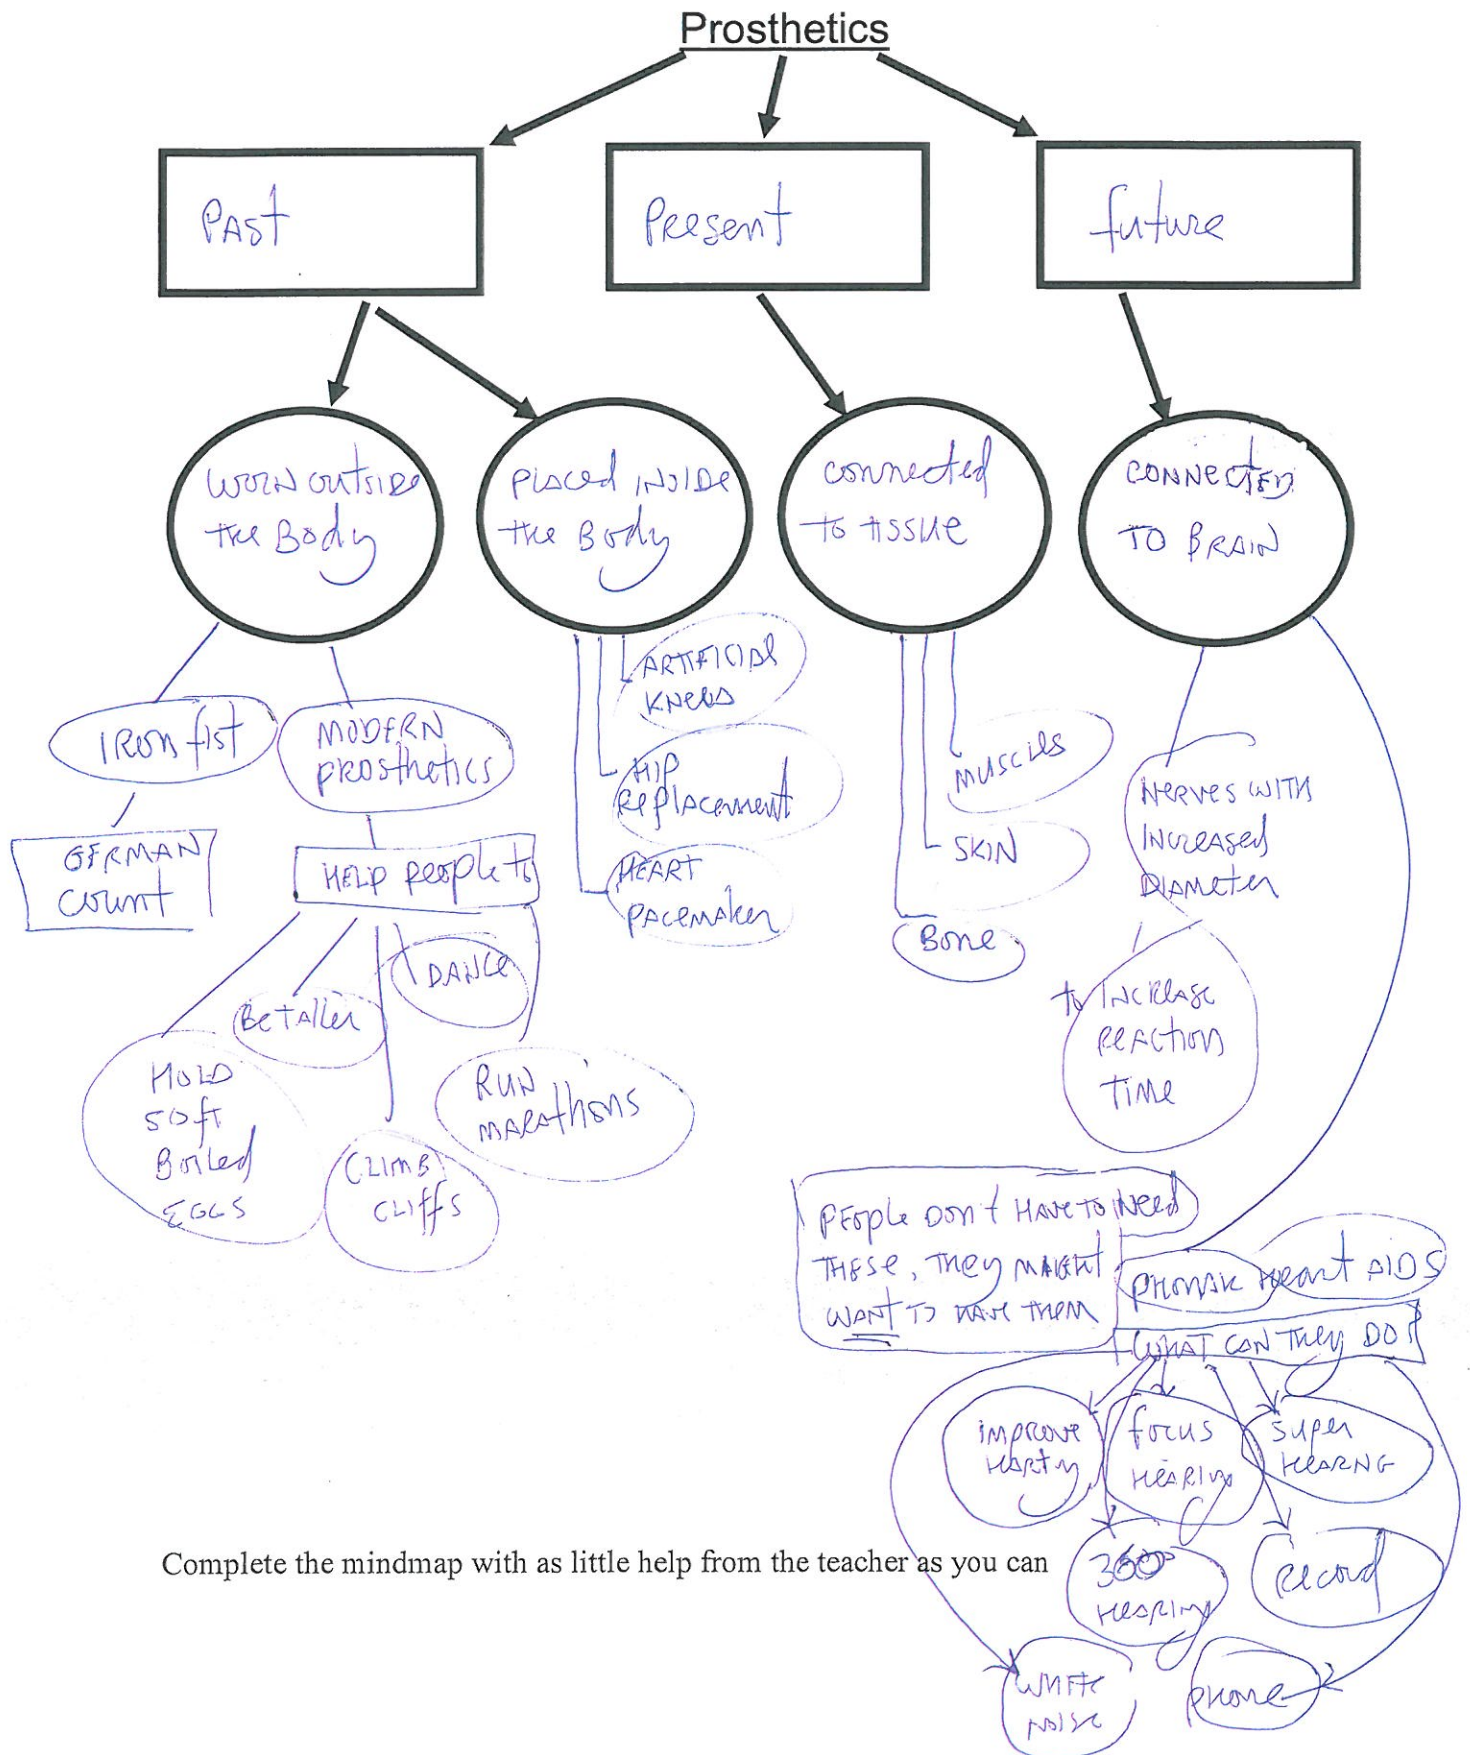 Prosthetics
PAst
Present
future
WORN OUTSIDE
the Body
Placed INSIDE
the Body
connected
to tissue
CONNECTED
TO BRAIN
IRON fist
GERMAN
count
MODERN
prosthetics
HELP people to
HOLD
soft
Boiled
EGGS
Be taller
CLIMB
CLIFFS
DANCE
RUN
MARAthons
ARTIFICIAL
KNEES
HIP
Replacement
HEART
PACEMAKER
MUSCLES
SKIN
Bone
NERVES WITH
INCREASED
DIAMETER
to INCREASE
REACTION
TIME
PEOPLE DON'T HAVE TO NEED
THESE, They MIGHT
WANT TO HAVE THEM
PHONAK AIDS
WHAT CAN They DO?
IMPROVE
focus
HEARING
super
HEARNG
360°
HEARING
Record
WHITE
NOISE
phone
Complete the mindmap with as little help from the teacher as you can